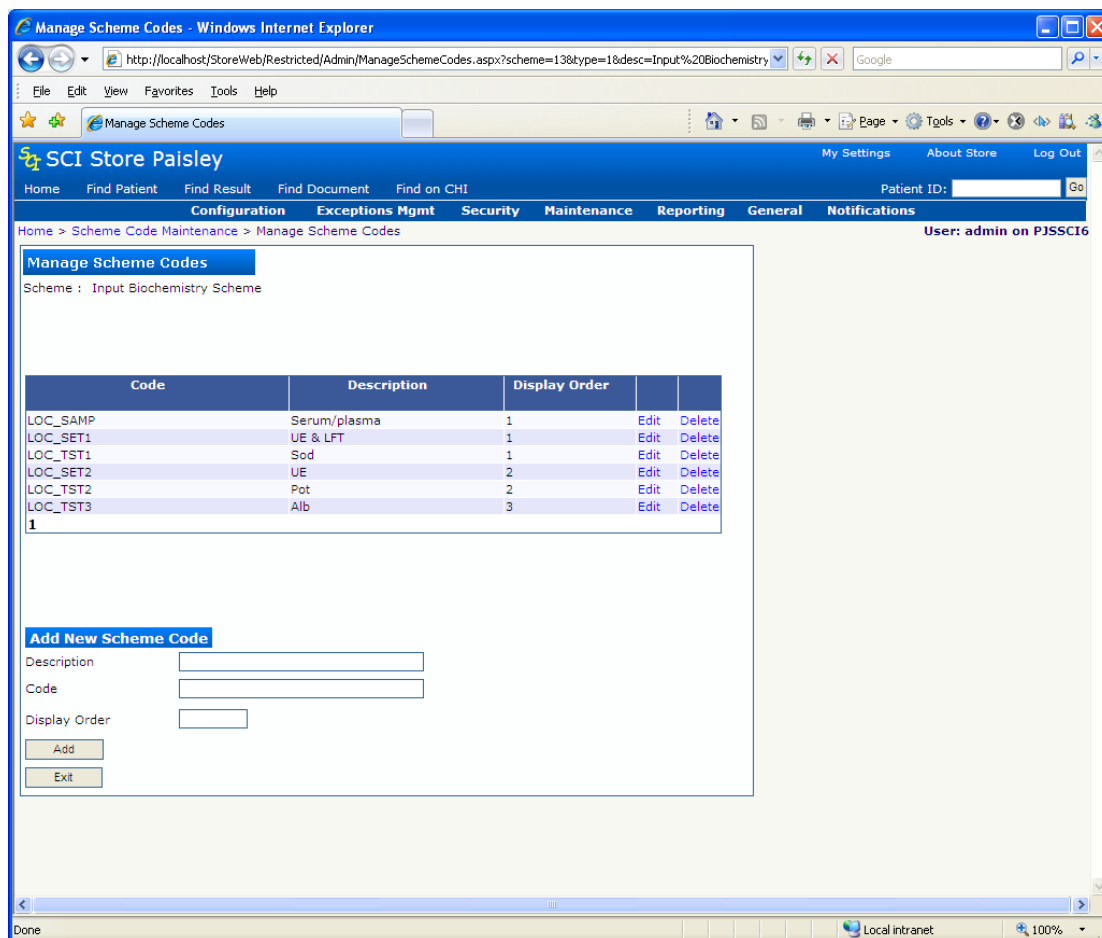 Manage Scheme Codes - Windows Internet Explorer
http://localhost/StoreWeb/Restricted/Admin/ManageSchemeCodes.aspx?scheme=13&type=1&desc=Input%20Biochemistry
Google
File Edit View Favorites Tools Help
Manage Scheme Codes
Page Tools
SCI Store Paisley
My Settings About Store Log Out
Home Find Patient Find Result Find Document Find on CHI Patient ID: Go
Configuration Exceptions Mgmt Security Maintenance Reporting General Notifications
Home > Scheme Code Maintenance > Manage Scheme Codes User: admin on PJSSCI6
Manage Scheme Codes
Scheme : Input Biochemistry Scheme
Code Description Display Order
LOC_SAMP Serum/plasma 1 Edit Delete
LOC_SET1 UE & LFT 1 Edit Delete
LOC_TST1 Sod 1 Edit Delete
LOC_SET2 UE 2 Edit Delete
LOC_TST2 Pot 2 Edit Delete
LOC_TST3 Alb 3 Edit Delete
1
Add New Scheme Code
Description
Code
Display Order
Add
Exit
Done Local intranet 100%